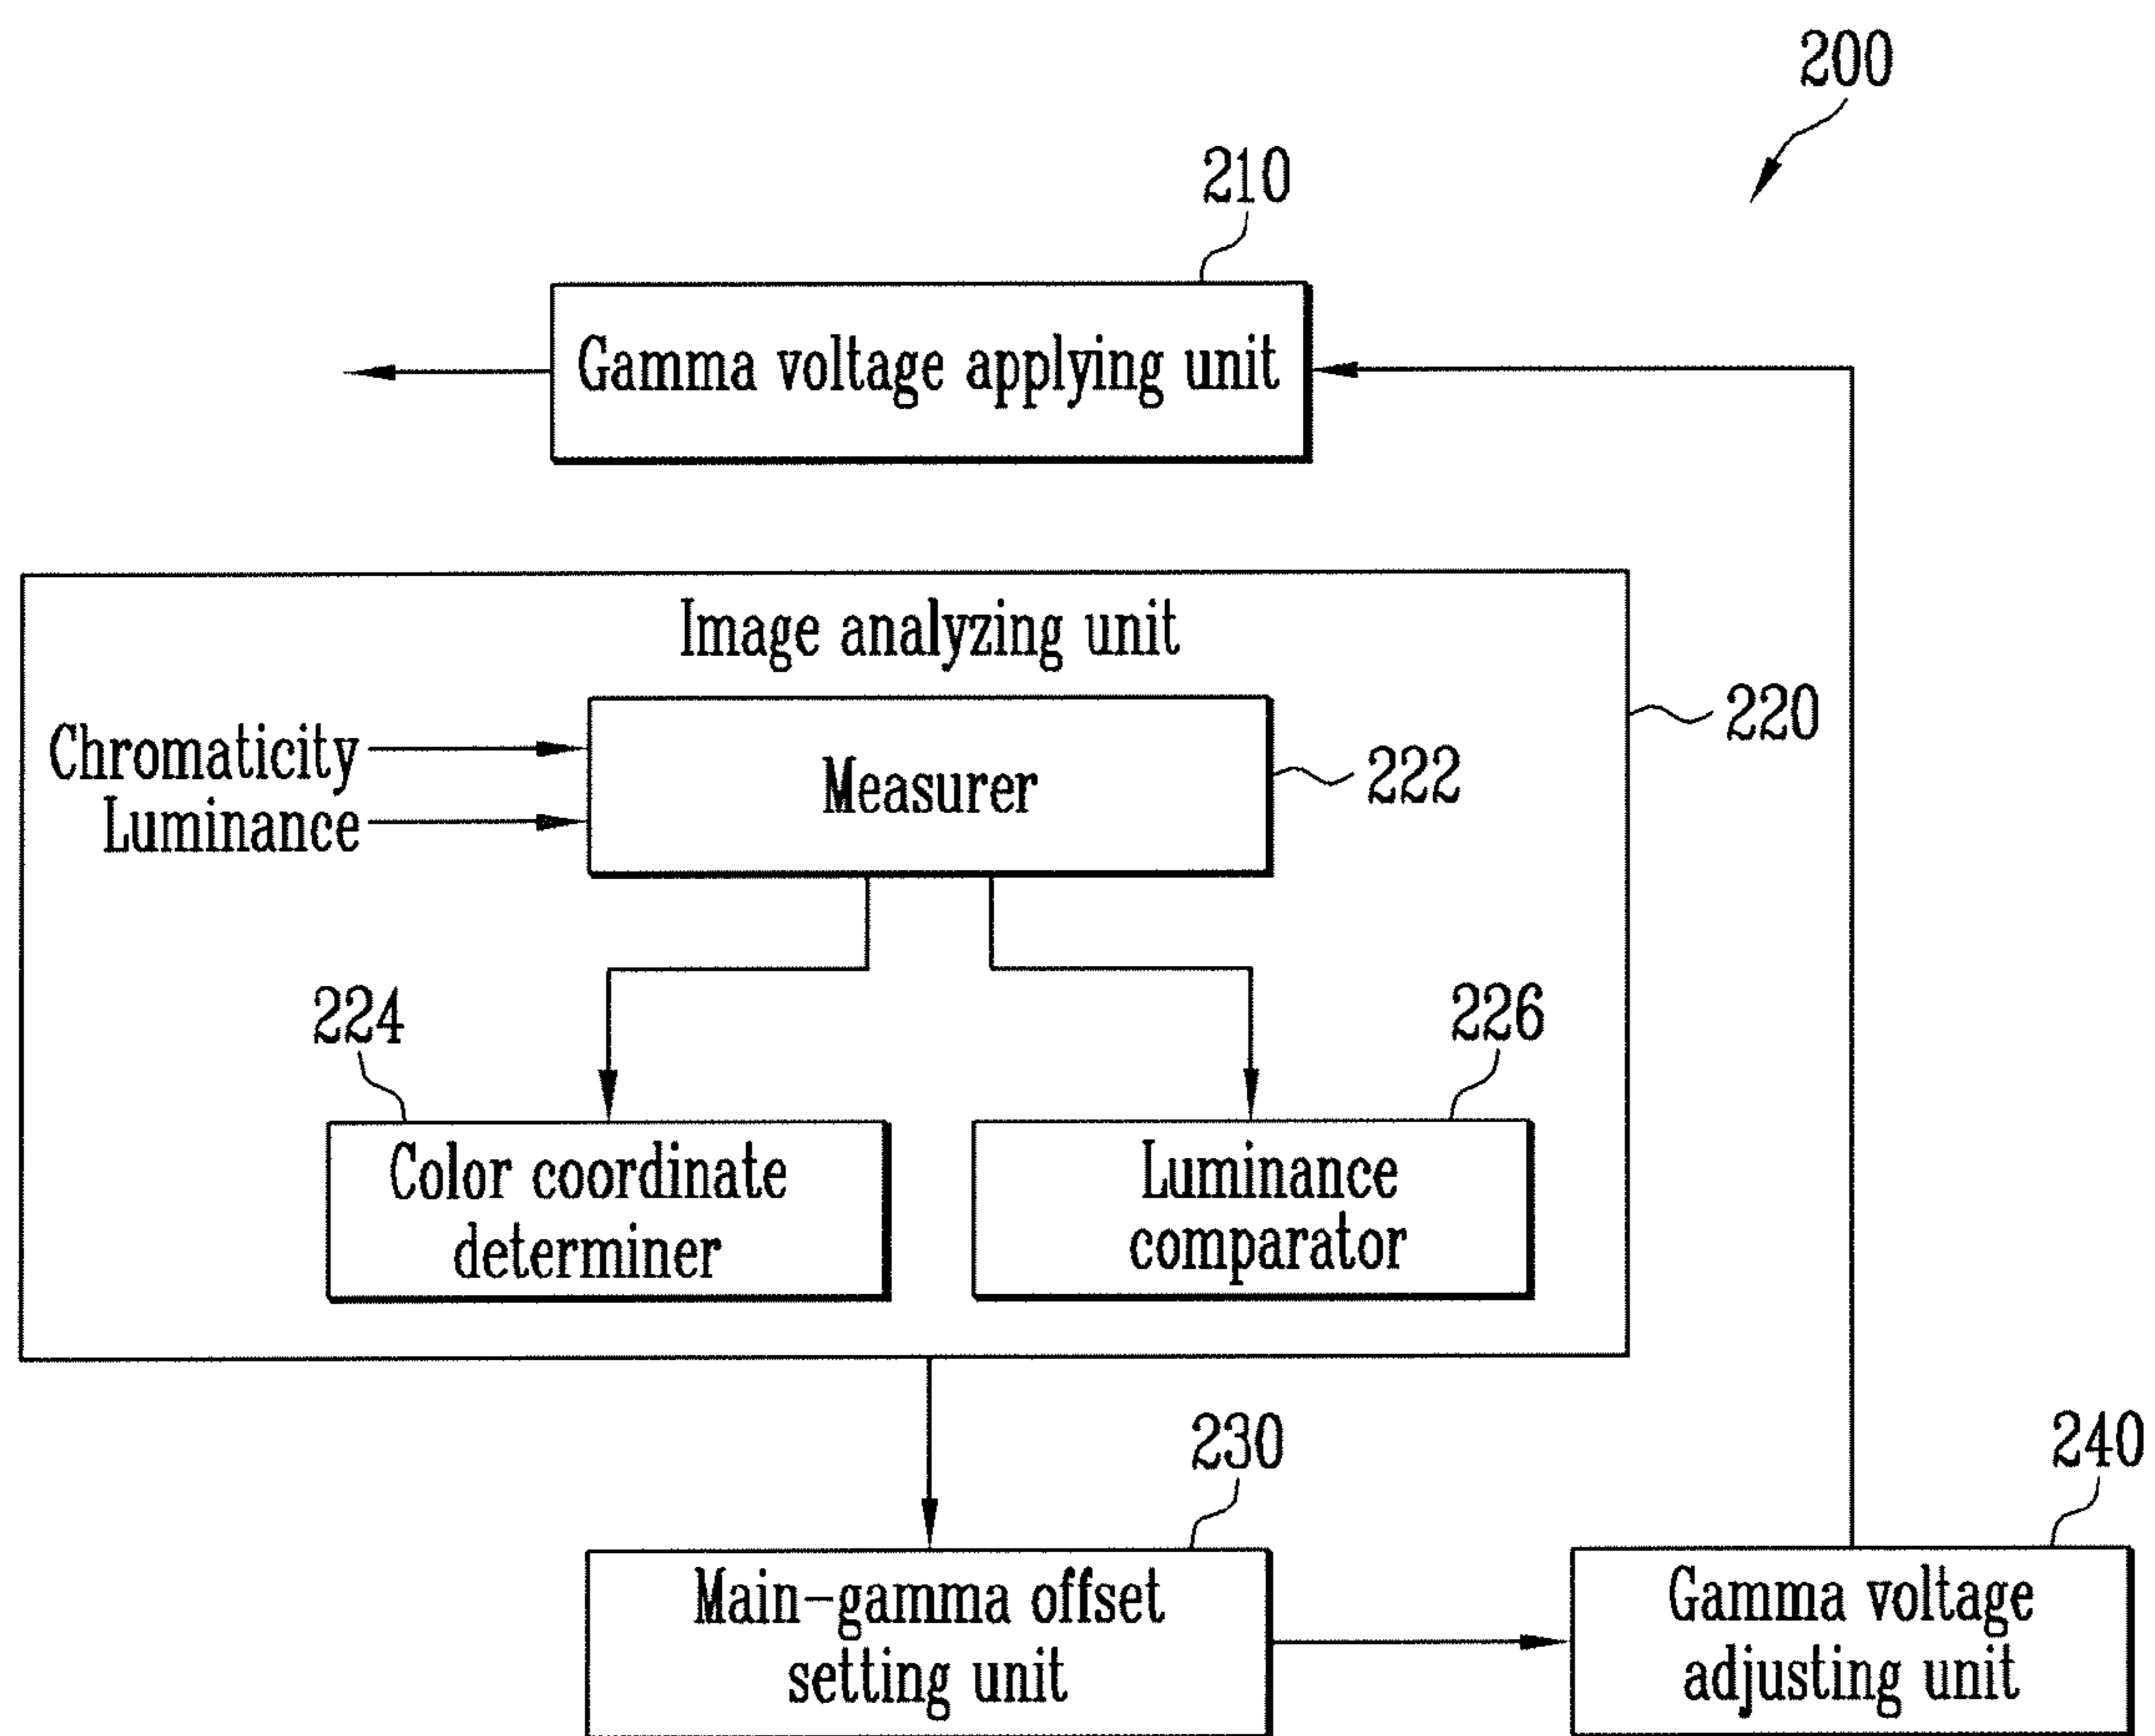 200
210
Gamma voltage applying unit
Image analyzing unit
220
Chromaticity
Luminance
Measurer
222
224
226
Color coordinate
determiner
Luminance
comparator
230
240
Main-gamma offset
setting unit
Gamma voltage
adjusting unit